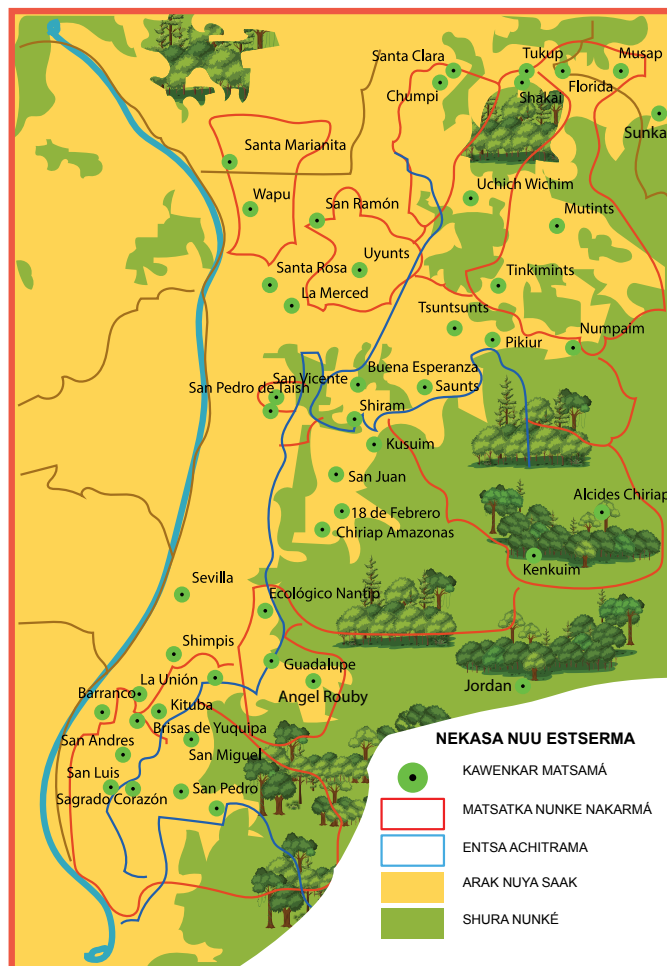 Santa Clara
Tukup
Musap
Chumpi
Shakai
Florida
Sunka
Santa Marianita
Wapu
San Ramón
Uchich Wichim
Mutints
Uyunts
Santa Rosa
La Merced
Tinkimints
Tsuntsunts
Pikiur
Numpaim
San Vicente
Buena Esperanza
San Pedro de Taish
Saunts
Shiram
Kusuim
San Juan
Alcides Chiriap
18 de Febrero
Chiriap Amazonas
Kenkuim
Sevilla
Ecológico Nantip
Shimpis
Guadalupe
La Unión
Angel Rouby
Jordan
Barranco
Kituba
Brisas de Yuquipa
San Andres
San Miguel
San Luis
Sagrado Corazón
San Pedro
NEKASA NUU ESTSERMA
KAWENKAR MATSAMÁ
MATSATKA NUNKE NAKARMÁ
ENTSA ACHITRAMA
ARAK NUYA SAAK
SHURA NUNKÉ